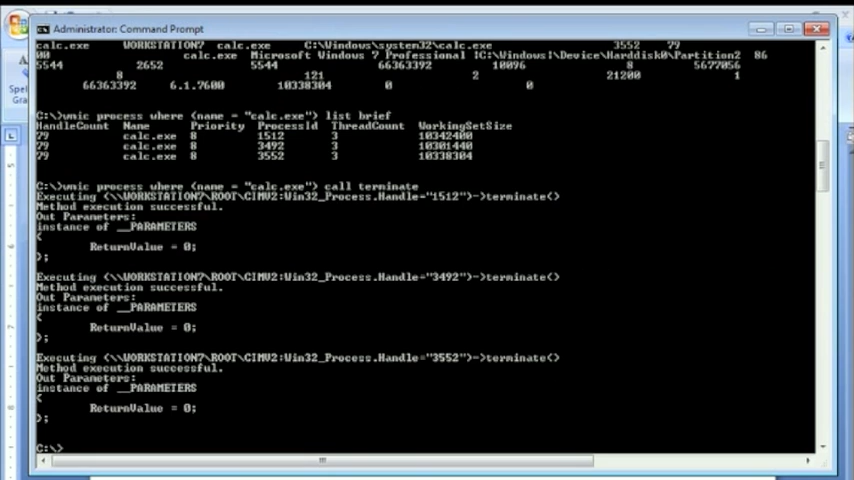 Administrator: Command Prompt
calc.exe WORKSTATION7 calc.exe C:\Windows\system32\calc.exe 3552 79
00 calc.exe Microsoft Windows 7 Professional |C:\Windows|\Device\Harddisk0\Partition2 86
5544 2652 5544 66363392 10096 8 5677056
8 121 2 21200 1
66363392 6.1.7600 10338304 0 0
C:\>wmic process where (name = "calc.exe") list brief
HandleCount Name Priority ProcessId ThreadCount WorkingSetSize
79 calc.exe 8 1512 3 10342400
79 calc.exe 8 3492 3 10301440
79 calc.exe 8 3552 3 10338304
C:\>wmic process where (name = "calc.exe") call terminate
Executing (\\WORKSTATION7\ROOT\CIMV2:Win32_Process.Handle="1512")->terminate()
Method execution successful.
Out Parameters:
instance of __PARAMETERS
{
ReturnValue = 0;
};
Executing (\\WORKSTATION7\ROOT\CIMV2:Win32_Process.Handle="3492")->terminate()
Method execution successful.
Out Parameters:
instance of __PARAMETERS
{
ReturnValue = 0;
};
Executing (\\WORKSTATION7\ROOT\CIMV2:Win32_Process.Handle="3552")->terminate()
Method execution successful.
Out Parameters:
instance of __PARAMETERS
{
ReturnValue = 0;
};
C:\>